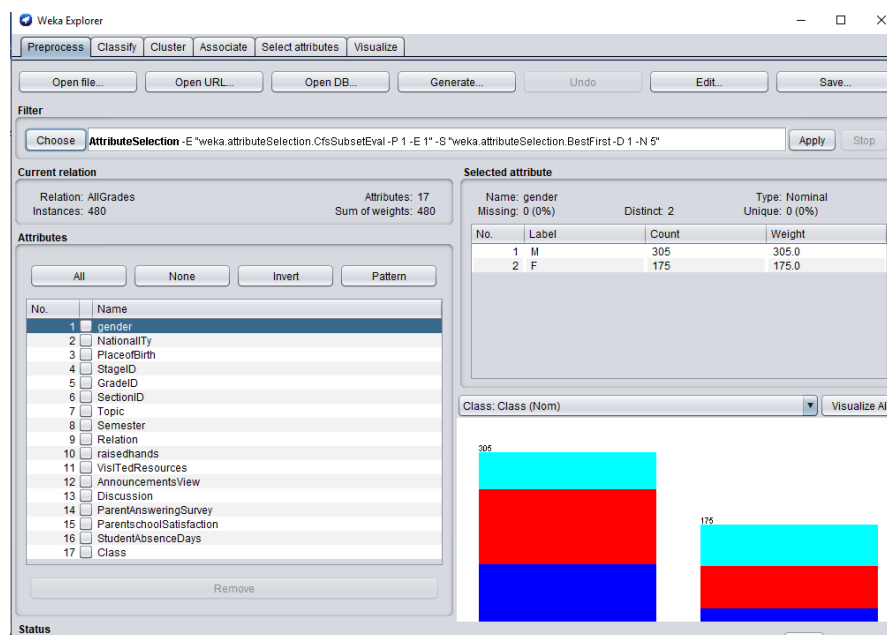 Weka Explorer
Preprocess Classify Cluster Associate Select attributes Visualize
Open file... Open URL... Open DB... Generate... Undo Edit... Save...
Filter
Choose AttributeSelection -E "weka.attributeSelection.CfsSubsetEval -P 1 -E 1" -S "weka.attributeSelection.BestFirst -D 1 -N 5" Apply Stop
Current relation
Relation: AllGrades Attributes: 17
Instances: 480 Sum of weights: 480
Attributes
All None Invert Pattern
No. Name
1 gender
2 NationalITy
3 PlaceofBirth
4 StageID
5 GradeID
6 SectionID
7 Topic
8 Semester
9 Relation
10 raisedhands
11 VisITedResources
12 AnnouncementsView
13 Discussion
14 ParentAnsweringSurvey
15 ParentschoolSatisfaction
16 StudentAbsenceDays
17 Class
Remove
Status
Selected attribute
Name: gender Type: Nominal
Missing: 0 (0%) Distinct: 2 Unique: 0 (0%)
No. Label Count Weight
1 M 305 305.0
2 F 175 175.0
Class: Class (Nom) Visualize Al
305
175